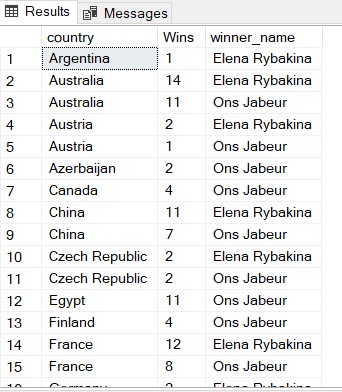 Results Messages
country Wins winner_name
1 Argentina 1 Elena Rybakina
2 Australia 14 Elena Rybakina
3 Australia 11 Ons Jabeur
4 Austria 2 Elena Rybakina
5 Austria 1 Ons Jabeur
6 Azerbaijan 2 Ons Jabeur
7 Canada 4 Ons Jabeur
8 China 11 Elena Rybakina
9 China 7 Ons Jabeur
10 Czech Republic 2 Elena Rybakina
11 Czech Republic 2 Ons Jabeur
12 Egypt 11 Ons Jabeur
13 Finland 4 Ons Jabeur
14 France 12 Elena Rybakina
15 France 8 Ons Jabeur
16 Germany Elena Rybakina